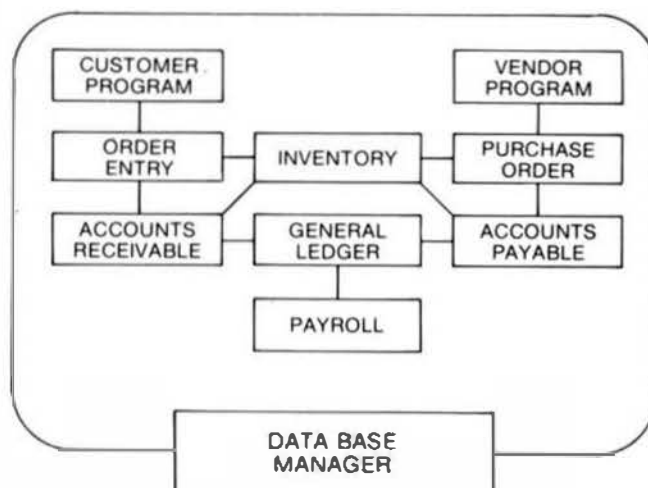 CUSTOMER
PROGRAM
VENDOR
PROGRAM
ORDER
ENTRY
INVENTORY
PURCHASE
ORDER
ACCOUNTS
RECEIVABLE
GENERAL
LEDGER
ACCOUNTS
PAYABLE
PAYROLL
DATA BASE
MANAGER